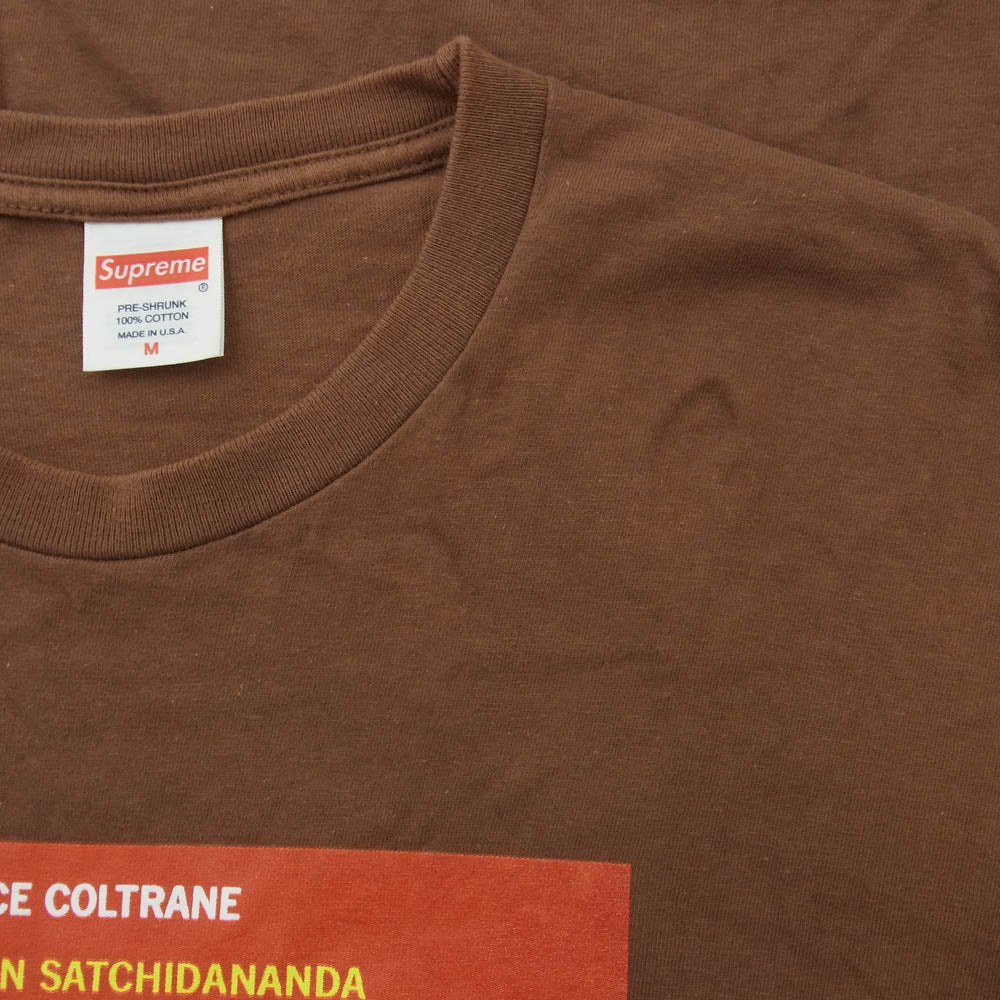 Supreme
®
PRE-SHRUNK
100% COTTON
MADE IN U.S.A.
M
CE COLTRANE
N SATCHIDANANDA